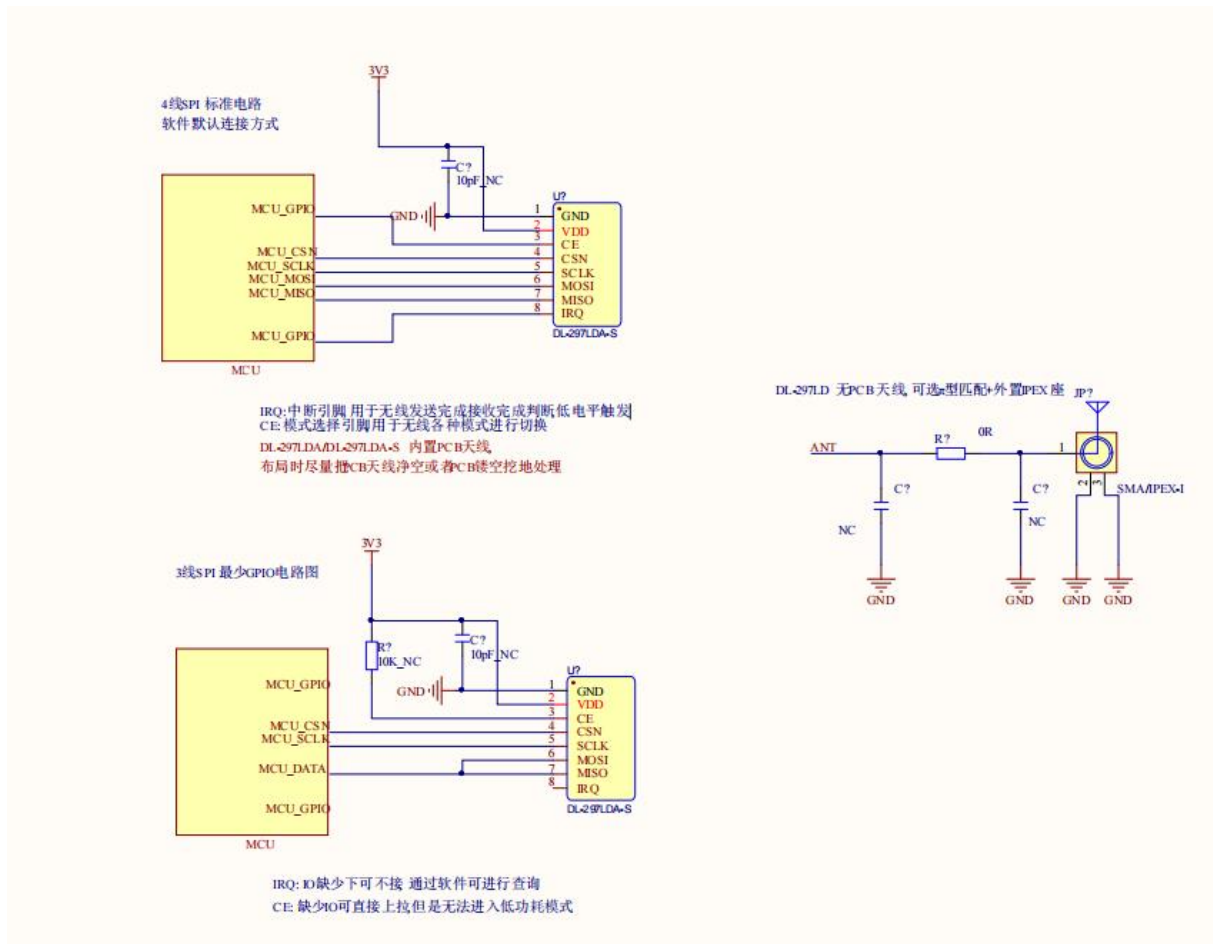 3V3
4线SPI 标准电路
软件默认连接方式
C?
10pF_NC
U?
MCU_GPIO
GND
1
GND
2
VDD
3
CE
MCU_CSN
4
CSN
MCU_SCLK
5
SCLK
MCU_MOSI
6
MOSI
MCU_MISO
7
MISO
8
IRQ
MCU_GPIO
DL-297LDA-S
MCU
IRQ:中断引脚,用于无线发送完成接收完成判断低电平触发
CE:模式选择引脚用于无线各种模式进行切换
DL-297LDA/DL-297LDA-S 内置PCB天线,
布局时尽量把PCB天线净空或者PCB镂空挖地处理
DL-297LD 无PCB天线,可选π型匹配+外置IPEX 座
JP?
ANT
R?
0R
1
C?
NC
C?
NC
2
3
SMA/IPEX-I
GND
GND
GND
GND
3V3
3线SPI 最少GPIO电路图
R?
10K_NC
C?
10pF_NC
U?
MCU_GPIO
GND
1
GND
2
VDD
3
CE
MCU_CSN
4
CSN
MCU_SCLK
5
SCLK
6
MOSI
MCU_DATA
7
MISO
8
IRQ
MCU_GPIO
DL-297LDA-S
MCU
IRQ: IO缺少下可不接,通过软件可进行查询
CE: 缺少IO可直接上拉,但是无法进入低功耗模式